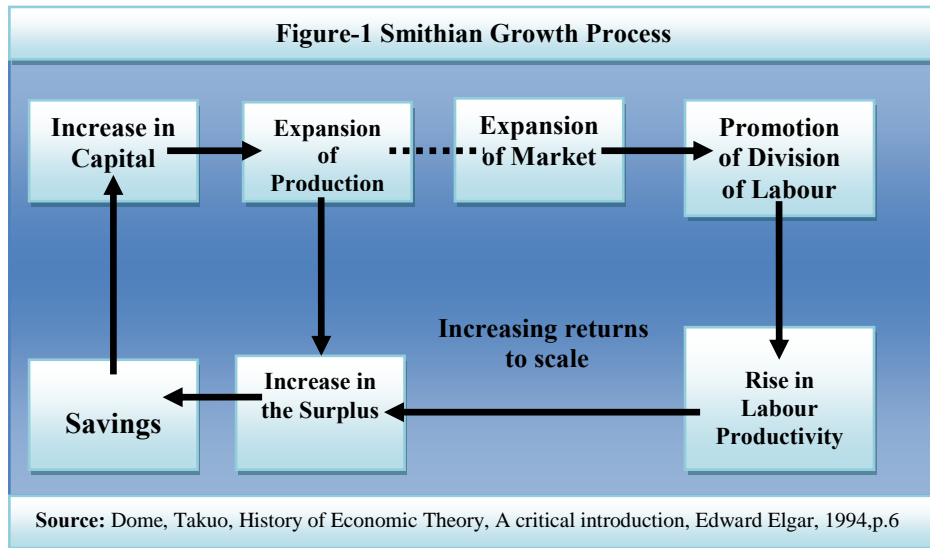 Figure-1 Smithian Growth Process
Increase in
Capital
Expansion
of
Production
Expansion
of Market
Promotion
of Division
of Labour
Increasing returns
to scale
Savings
Increase in
the Surplus
Rise in
Labour
Productivity
Source: Dome, Takuo, History of Economic Theory, A critical introduction, Edward Elgar, 1994,p.6